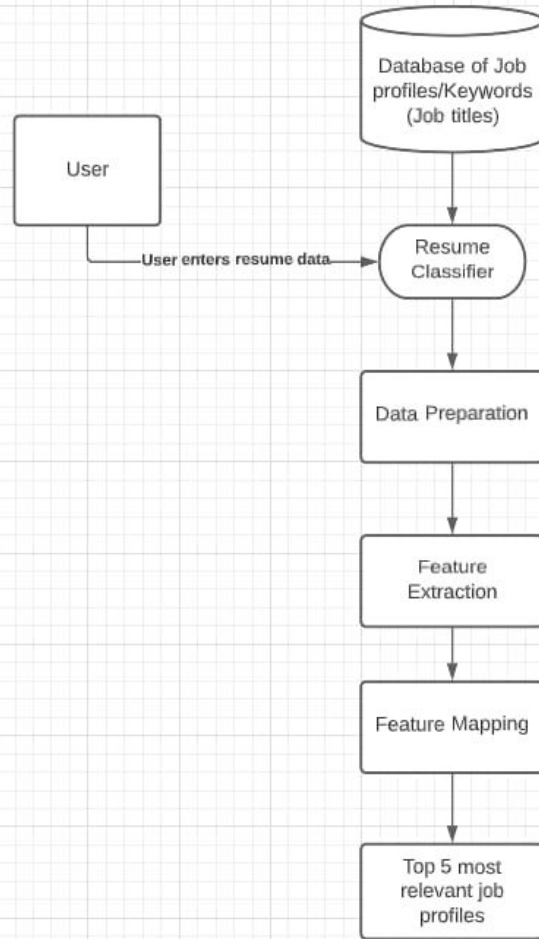 Database of Job
profiles/Keywords
(Job titles)
User
User enters resume data
Resume
Classifier
Data Preparation
Feature
Extraction
Feature Mapping
Top 5 most
relevant job
profiles